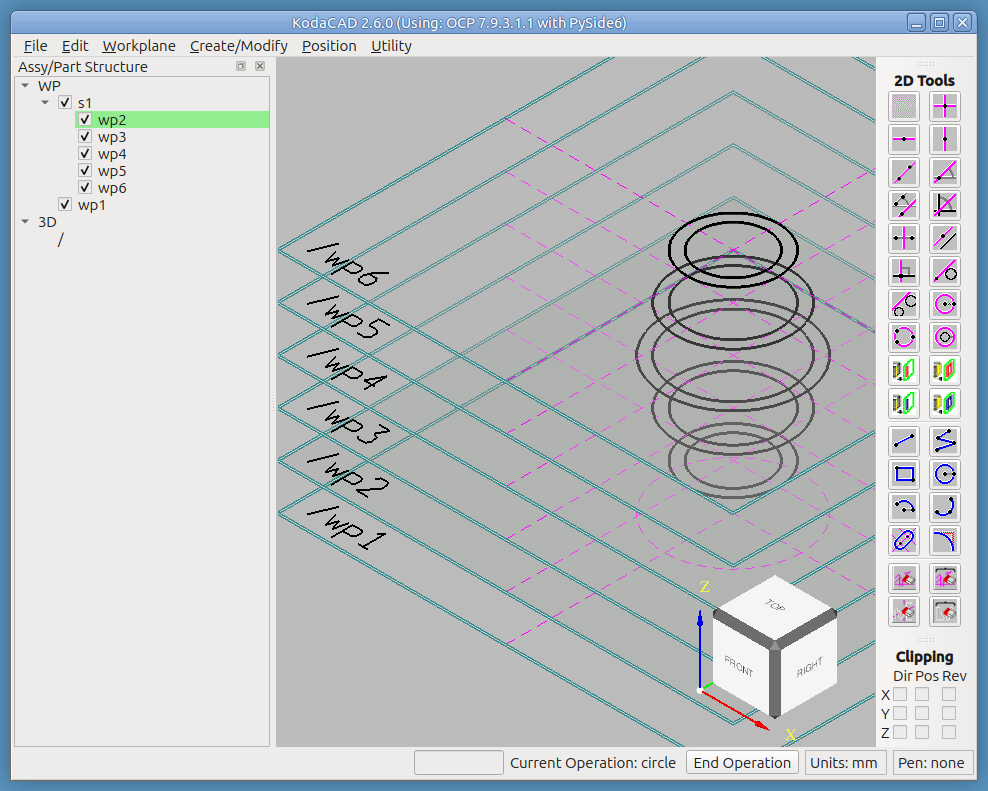 KodaCAD 2.6.0 (Using: OCP 7.9.3.1.1 with PySide6)
File Edit Workplane Create/Modify Position Utility
Assy/Part Structure
WP
s1
wp2
wp3
wp4
wp5
wp6
wp1
3D
/
/wp6
/wp5
/wp4
/wp3
/wp2
/wp1
Z
TOP
FRONT
RIGHT
X
2D Tools
Clipping
Dir Pos Rev
X
Y
Z
Current Operation: circle End Operation Units: mm Pen: none